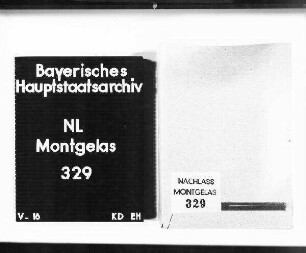 Bayerisches
Hauptstaatsarchiv
NL
Montgelas
329
V-16 KD EH
NACHLASS
MONTGELAS
329